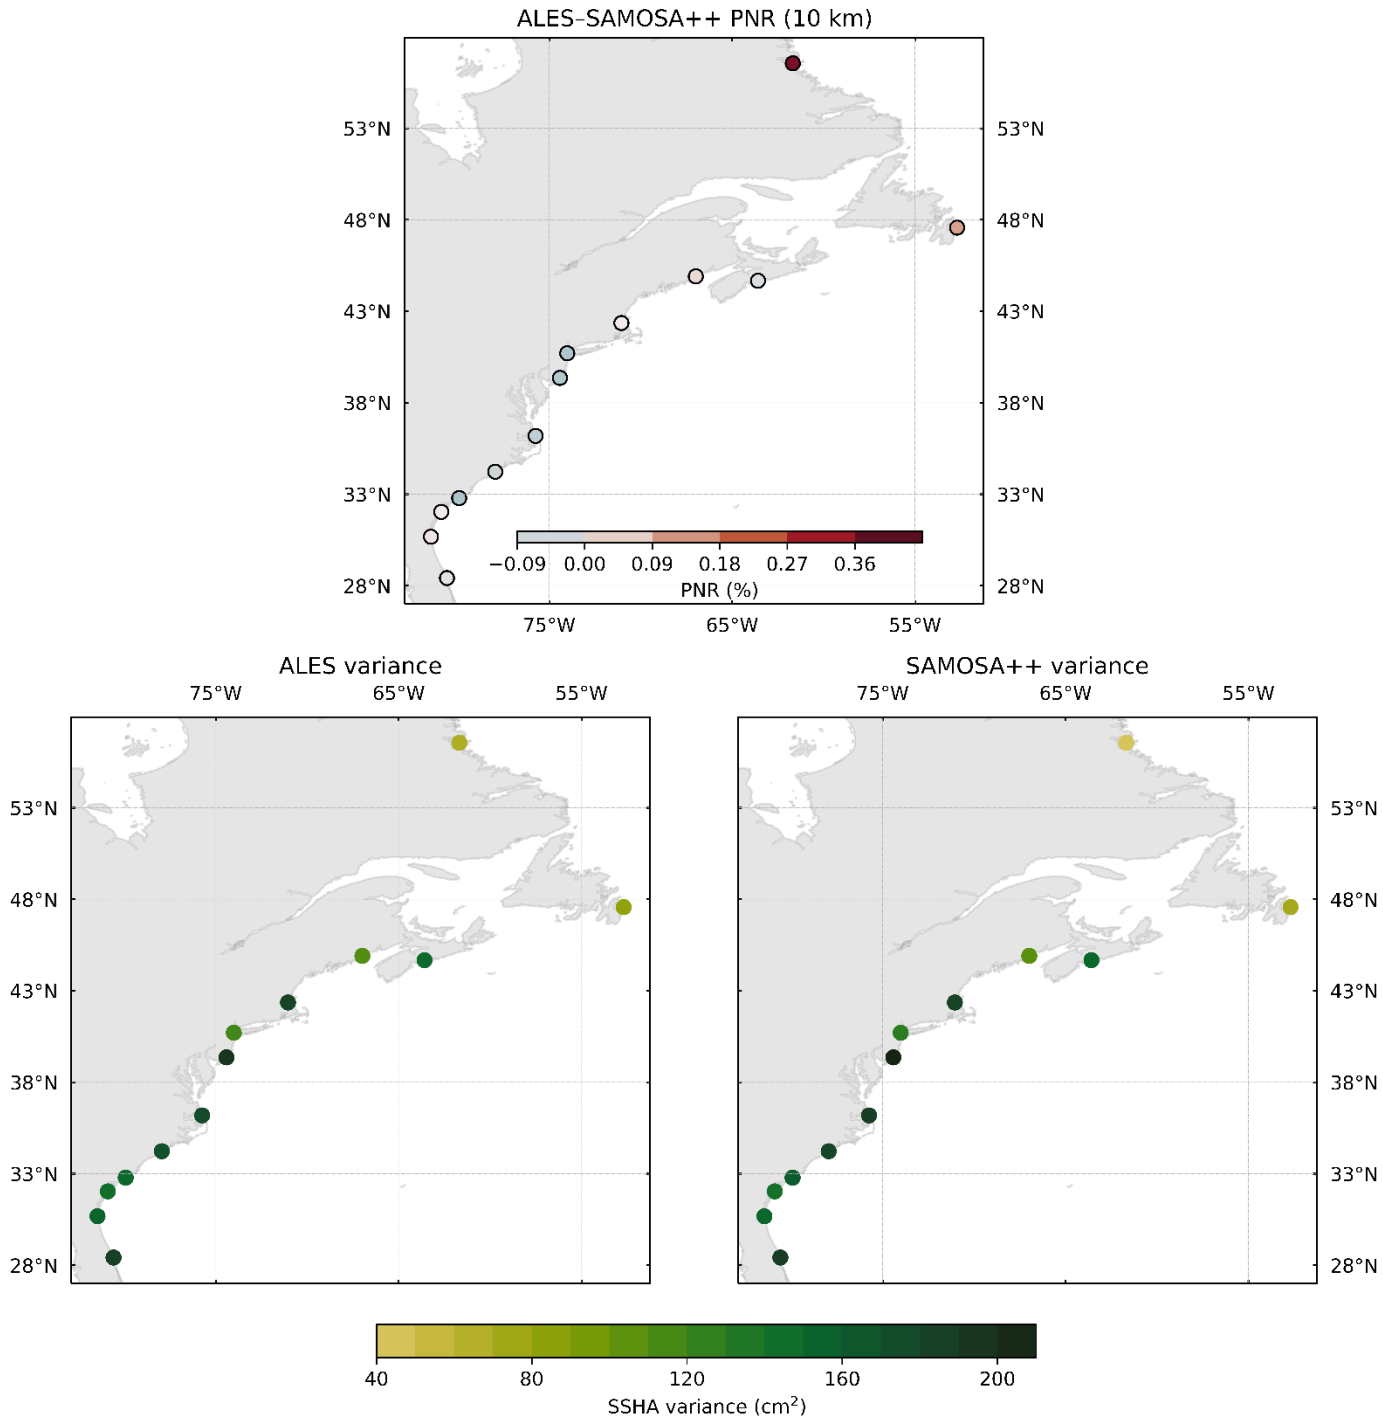 ALES–SAMOSA++ PNR (10 km)
53°N 53°N
48°N 48°N
43°N 43°N
38°N 38°N
33°N 33°N
−0.09 0.00 0.09 0.18 0.27 0.36
PNR (%)
28°N 28°N
75°W 65°W 55°W
ALES variance SAMOSA++ variance
75°W 65°W 55°W 75°W 65°W 55°W
53°N 53°N
48°N 48°N
43°N 43°N
38°N 38°N
33°N 33°N
28°N 28°N
40 80 120 160 200
SSHA variance (cm²)